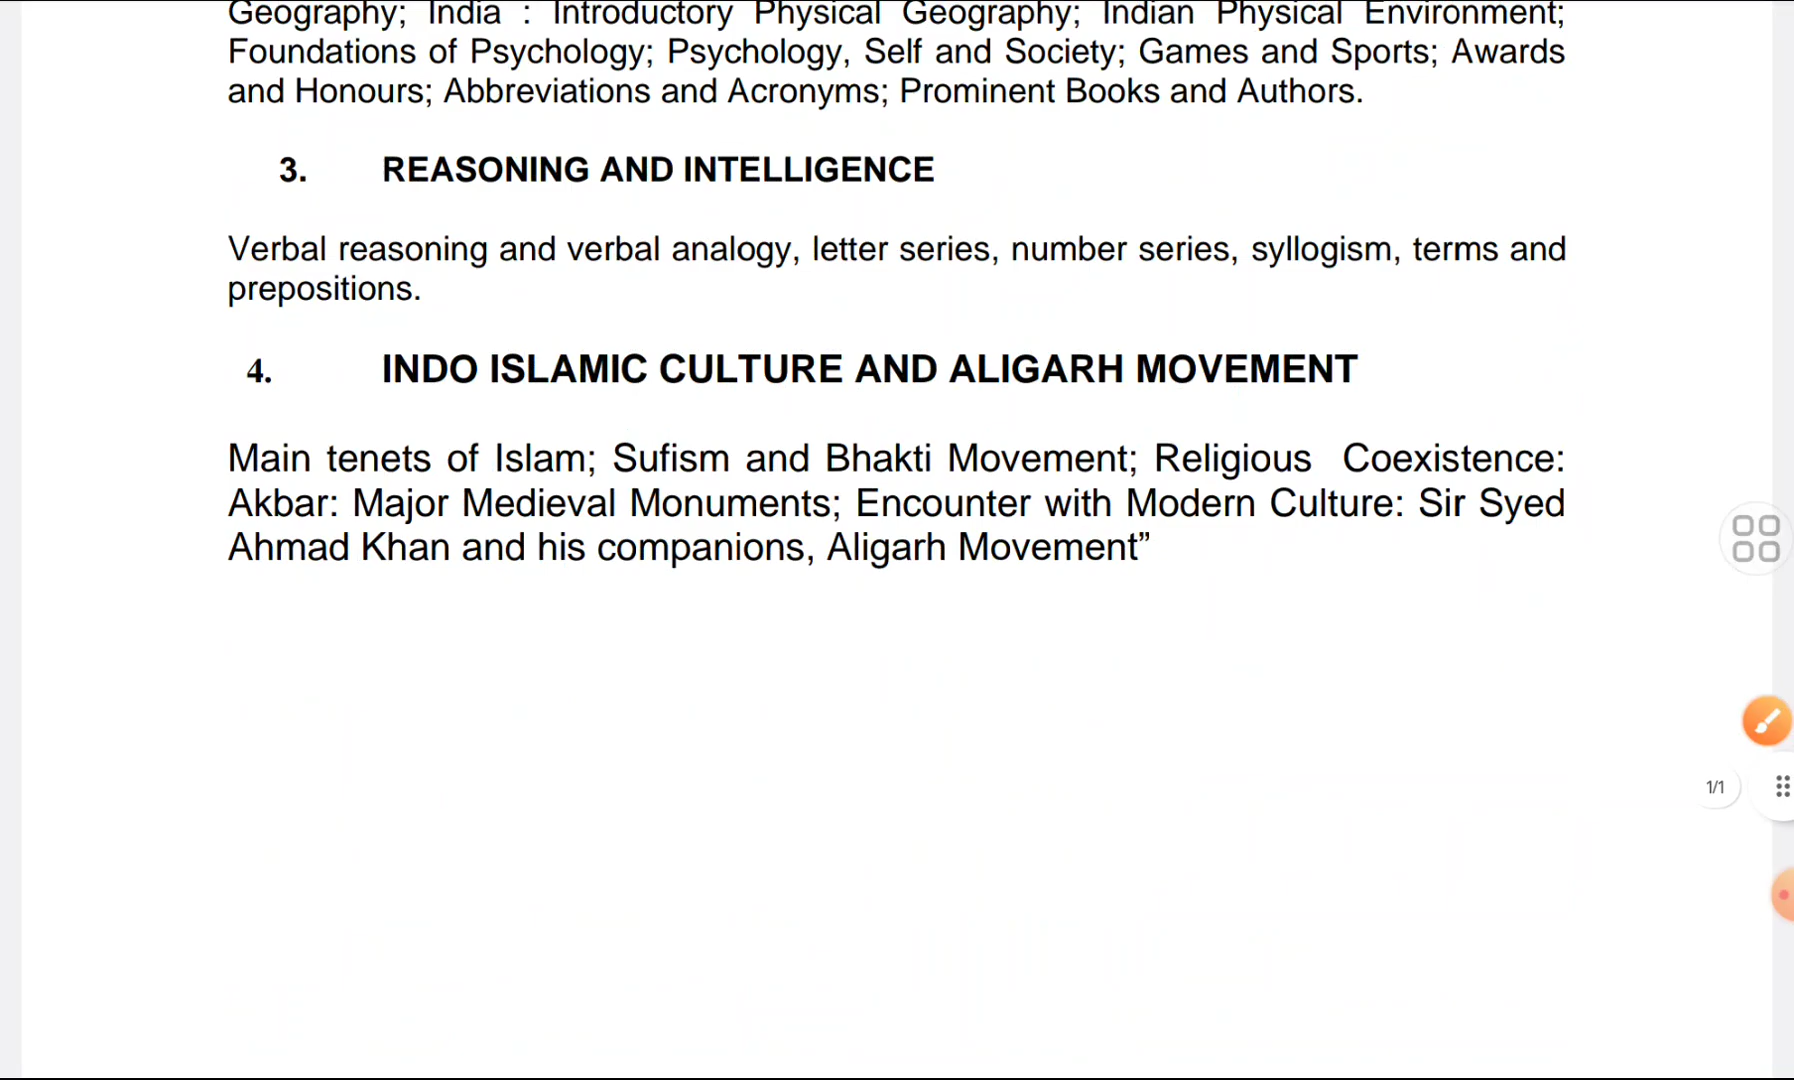 Geography; India : Introductory Physical Geography; Indian Physical Environment;
Foundations of Psychology; Psychology, Self and Society; Games and Sports; Awards
and Honours; Abbreviations and Acronyms; Prominent Books and Authors.
3. REASONING AND INTELLIGENCE
Verbal reasoning and verbal analogy, letter series, number series, syllogism, terms and
prepositions.
4. INDO ISLAMIC CULTURE AND ALIGARH MOVEMENT
Main tenets of Islam; Sufism and Bhakti Movement; Religious Coexistence:
Akbar: Major Medieval Monuments; Encounter with Modern Culture: Sir Syed
Ahmad Khan and his companions, Aligarh Movement”
1/1